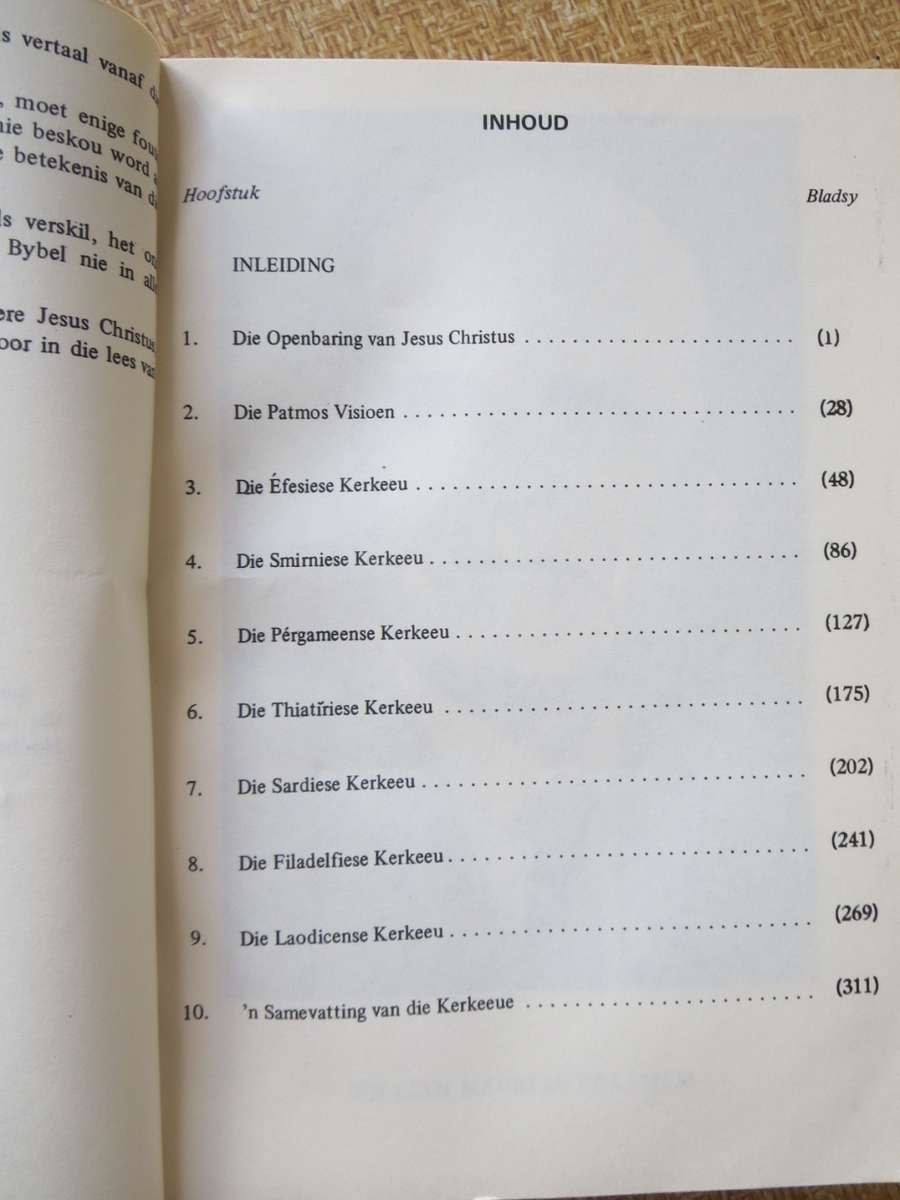 s vertaal vanaf
, moet enige
nie beskou word
betekenis van
ls verskil, het
Bybel nie in
ere Jesus Christus
oor in die lees
INHOUD
Hoofstuk Bladsy
INLEIDING
1. Die Openbaring van Jesus Christus . . . . . . . . . . . . . . . . . . . . . . . (1)
2. Die Patmos Visioen . . . . . . . . . . . . . . . . . . . . . . . . . . . . . . . . . (28)
3. Die Éfesiese Kerkeeu . . . . . . . . . . . . . . . . . . . . . . . . . . . . . . . . (48)
4. Die Smirniese Kerkeeu . . . . . . . . . . . . . . . . . . . . . . . . . . . . . . . (86)
5. Die Pérgameense Kerkeeu . . . . . . . . . . . . . . . . . . . . . . . . . . . . . (127)
6. Die Thiatíriese Kerkeeu . . . . . . . . . . . . . . . . . . . . . . . . . . . . . . (175)
7. Die Sardiese Kerkeeu . . . . . . . . . . . . . . . . . . . . . . . . . . . . . . . . (202)
8. Die Filadelfiese Kerkeeu . . . . . . . . . . . . . . . . . . . . . . . . . . . . . . (241)
9. Die Laodicense Kerkeeu . . . . . . . . . . . . . . . . . . . . . . . . . . . . . . (269)
10. 'n Samevatting van die Kerkeeue . . . . . . . . . . . . . . . . . . . . . . . . (311)